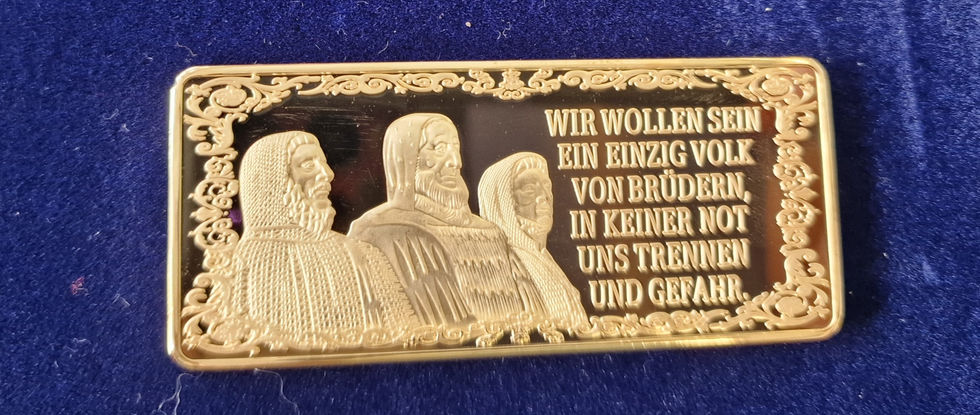 WIR WOLLEN SEIN
EIN EINZIG VOLK
VON BRÜDERN,
IN KEINER NOT
UNS TRENNEN
UND GEFAHR.